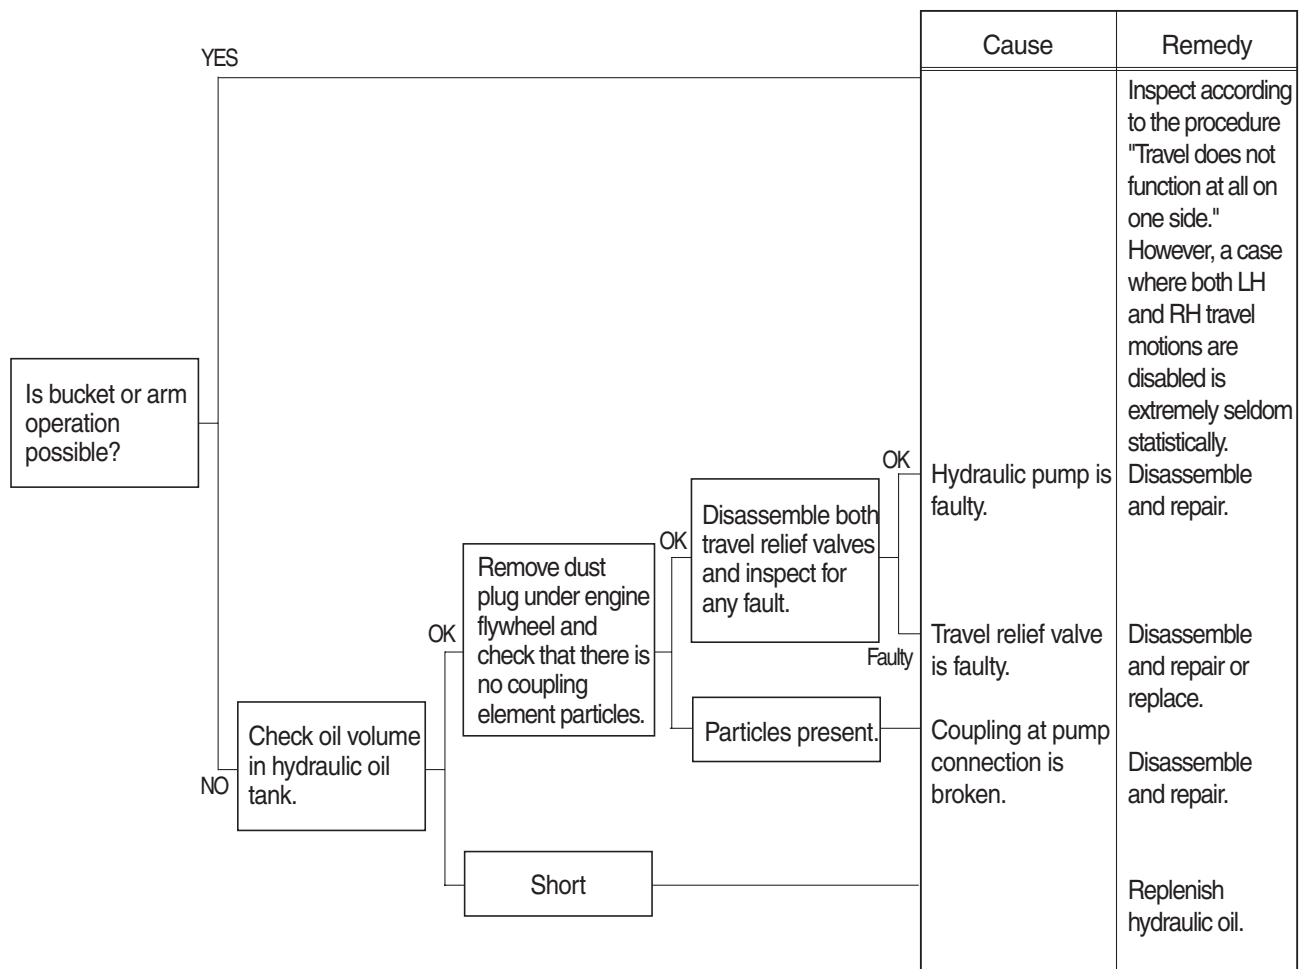 Cause
Remedy
YES
Inspect according
to the procedure
"Travel does not
function at all on
one side."
However, a case
where both LH
and RH travel
motions are
disabled is
extremely seldom
statistically.
Is bucket or arm
operation
possible?
OK
Hydraulic pump is
faulty.
Disassemble
and repair.
Disassemble both
travel relief valves
and inspect for
any fault.
OK
Remove dust
plug under engine
flywheel and
check that there is
no coupling
element particles.
OK
Faulty
Travel relief valve
is faulty.
Disassemble
and repair or
replace.
Particles present.
Coupling at pump
connection is
broken.
Disassemble
and repair.
Check oil volume
in hydraulic oil
tank.
NO
Short
Replenish
hydraulic oil.